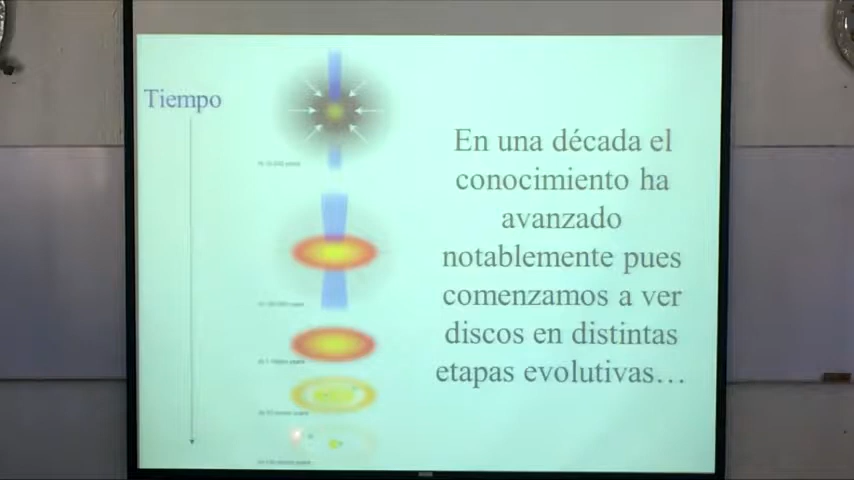 Tiempo
En una década el
conocimiento ha
avanzado
notablemente pues
comenzamos a ver
discos en distintas
etapas evolutivas…